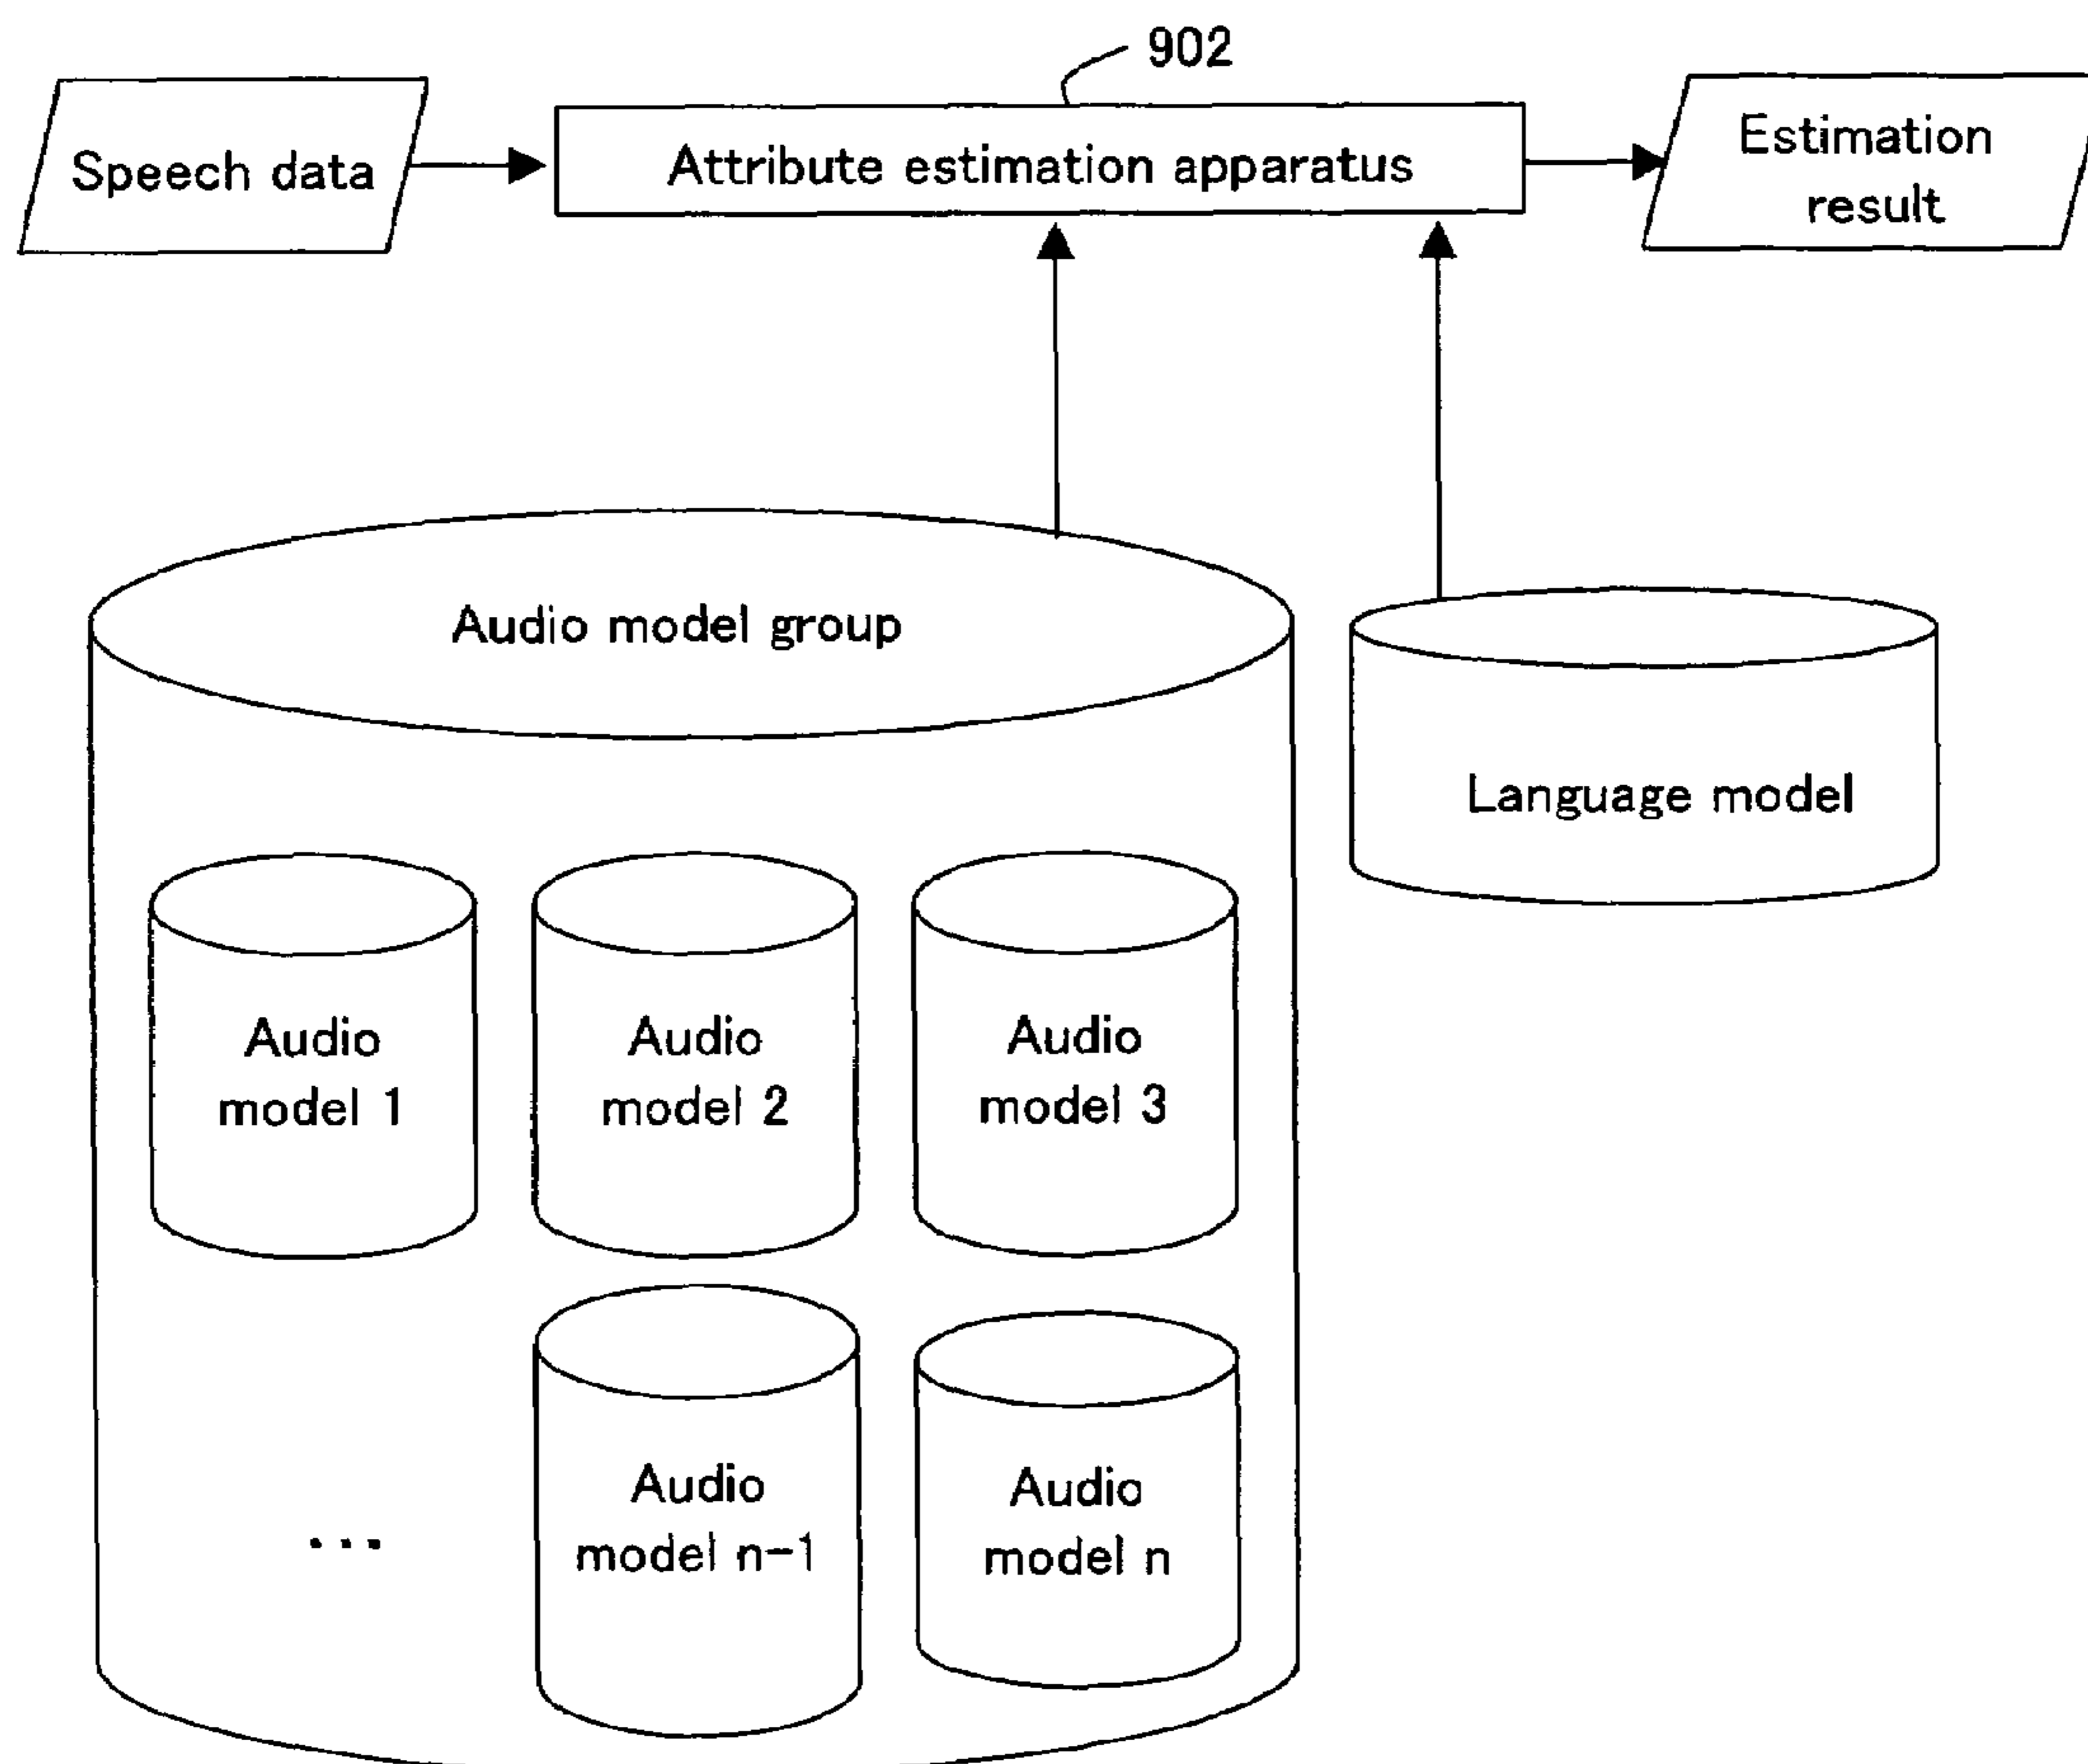 902
Speech data
Attribute estimation apparatus
Estimation
result
Audio model group
Language model
Audio
model 1
Audio
model 2
Audio
model 3
...
Audio
model n-1
Audio
model n